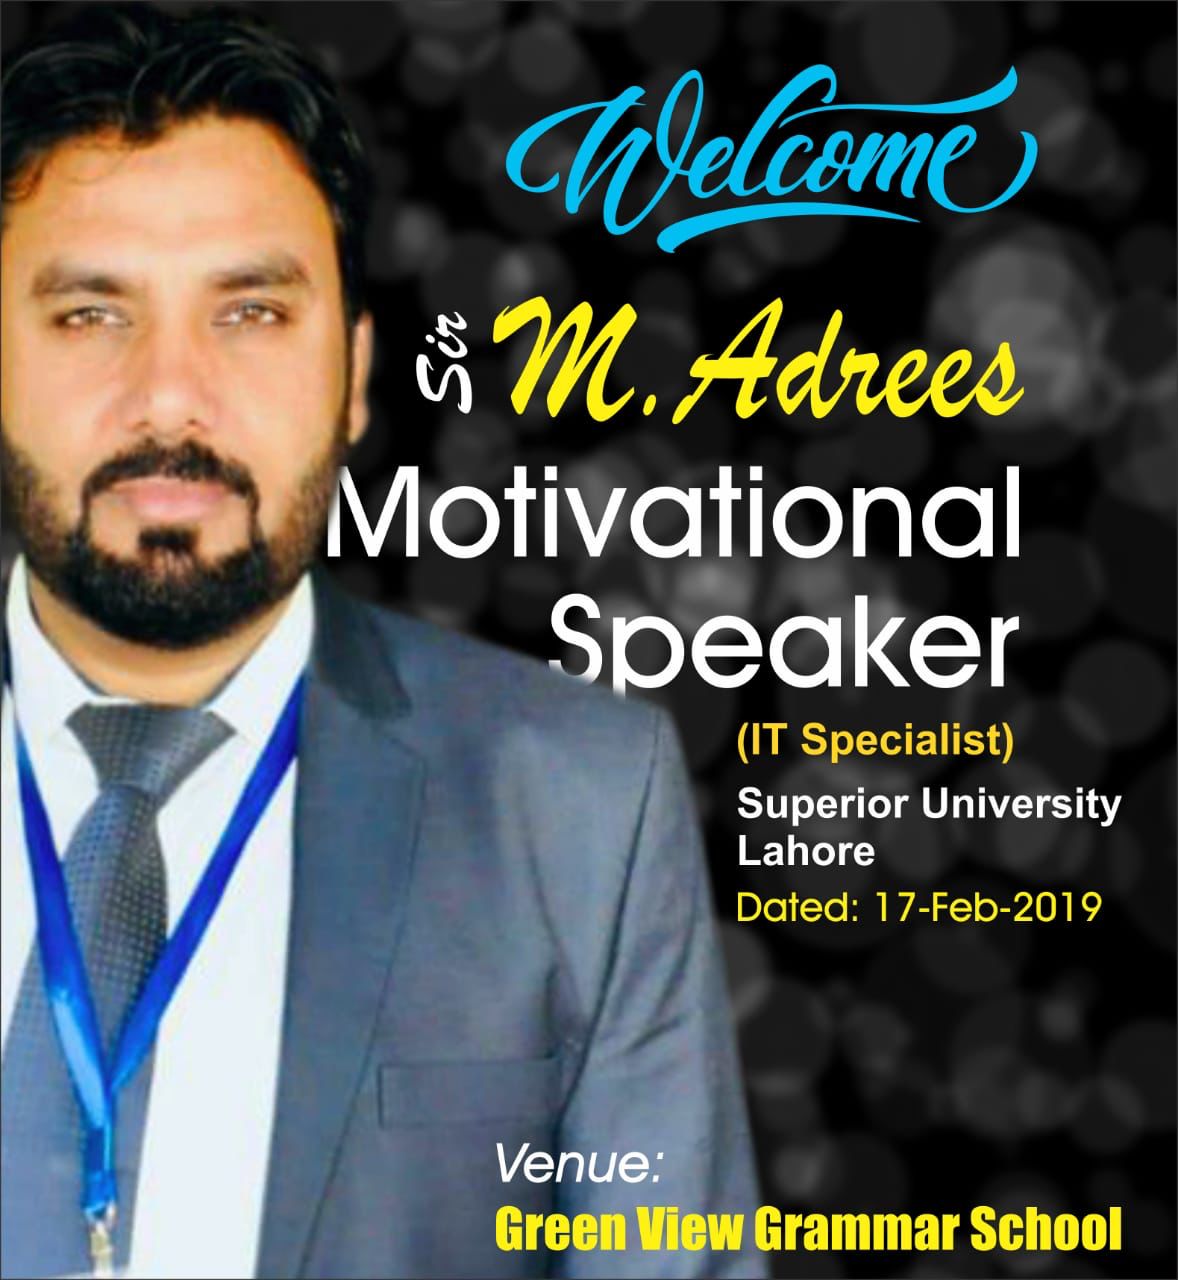 Welcome
Sir M. Adrees
Motivational
Speaker
(IT Specialist)
Superior University
Lahore
Dated: 17-Feb-2019
Venue:
Green View Grammar School